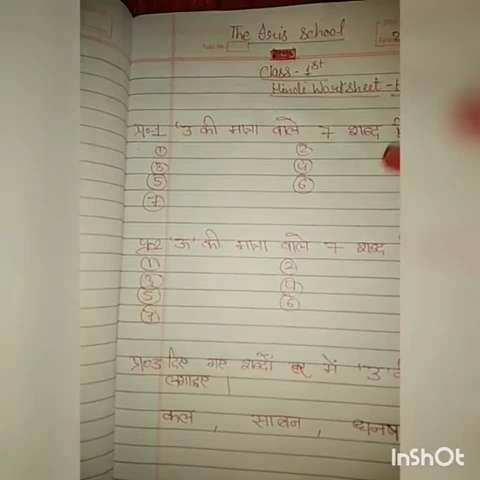 The Iris School
Class - 1st
Hindi Worksheet -
प्र०1 'उ' की मात्रा वाले 7 शब्द
① ②
③ ④
⑤ ⑥
⑦
प्र०2 'ऊ' की मात्रा वाले 7 शब्द
① ②
③ ④
⑤ ⑥
⑦
प्र०3 दिए गए शब्दों में 'उ'
लगाइए ।
कल , साबन , धनष
InShOt